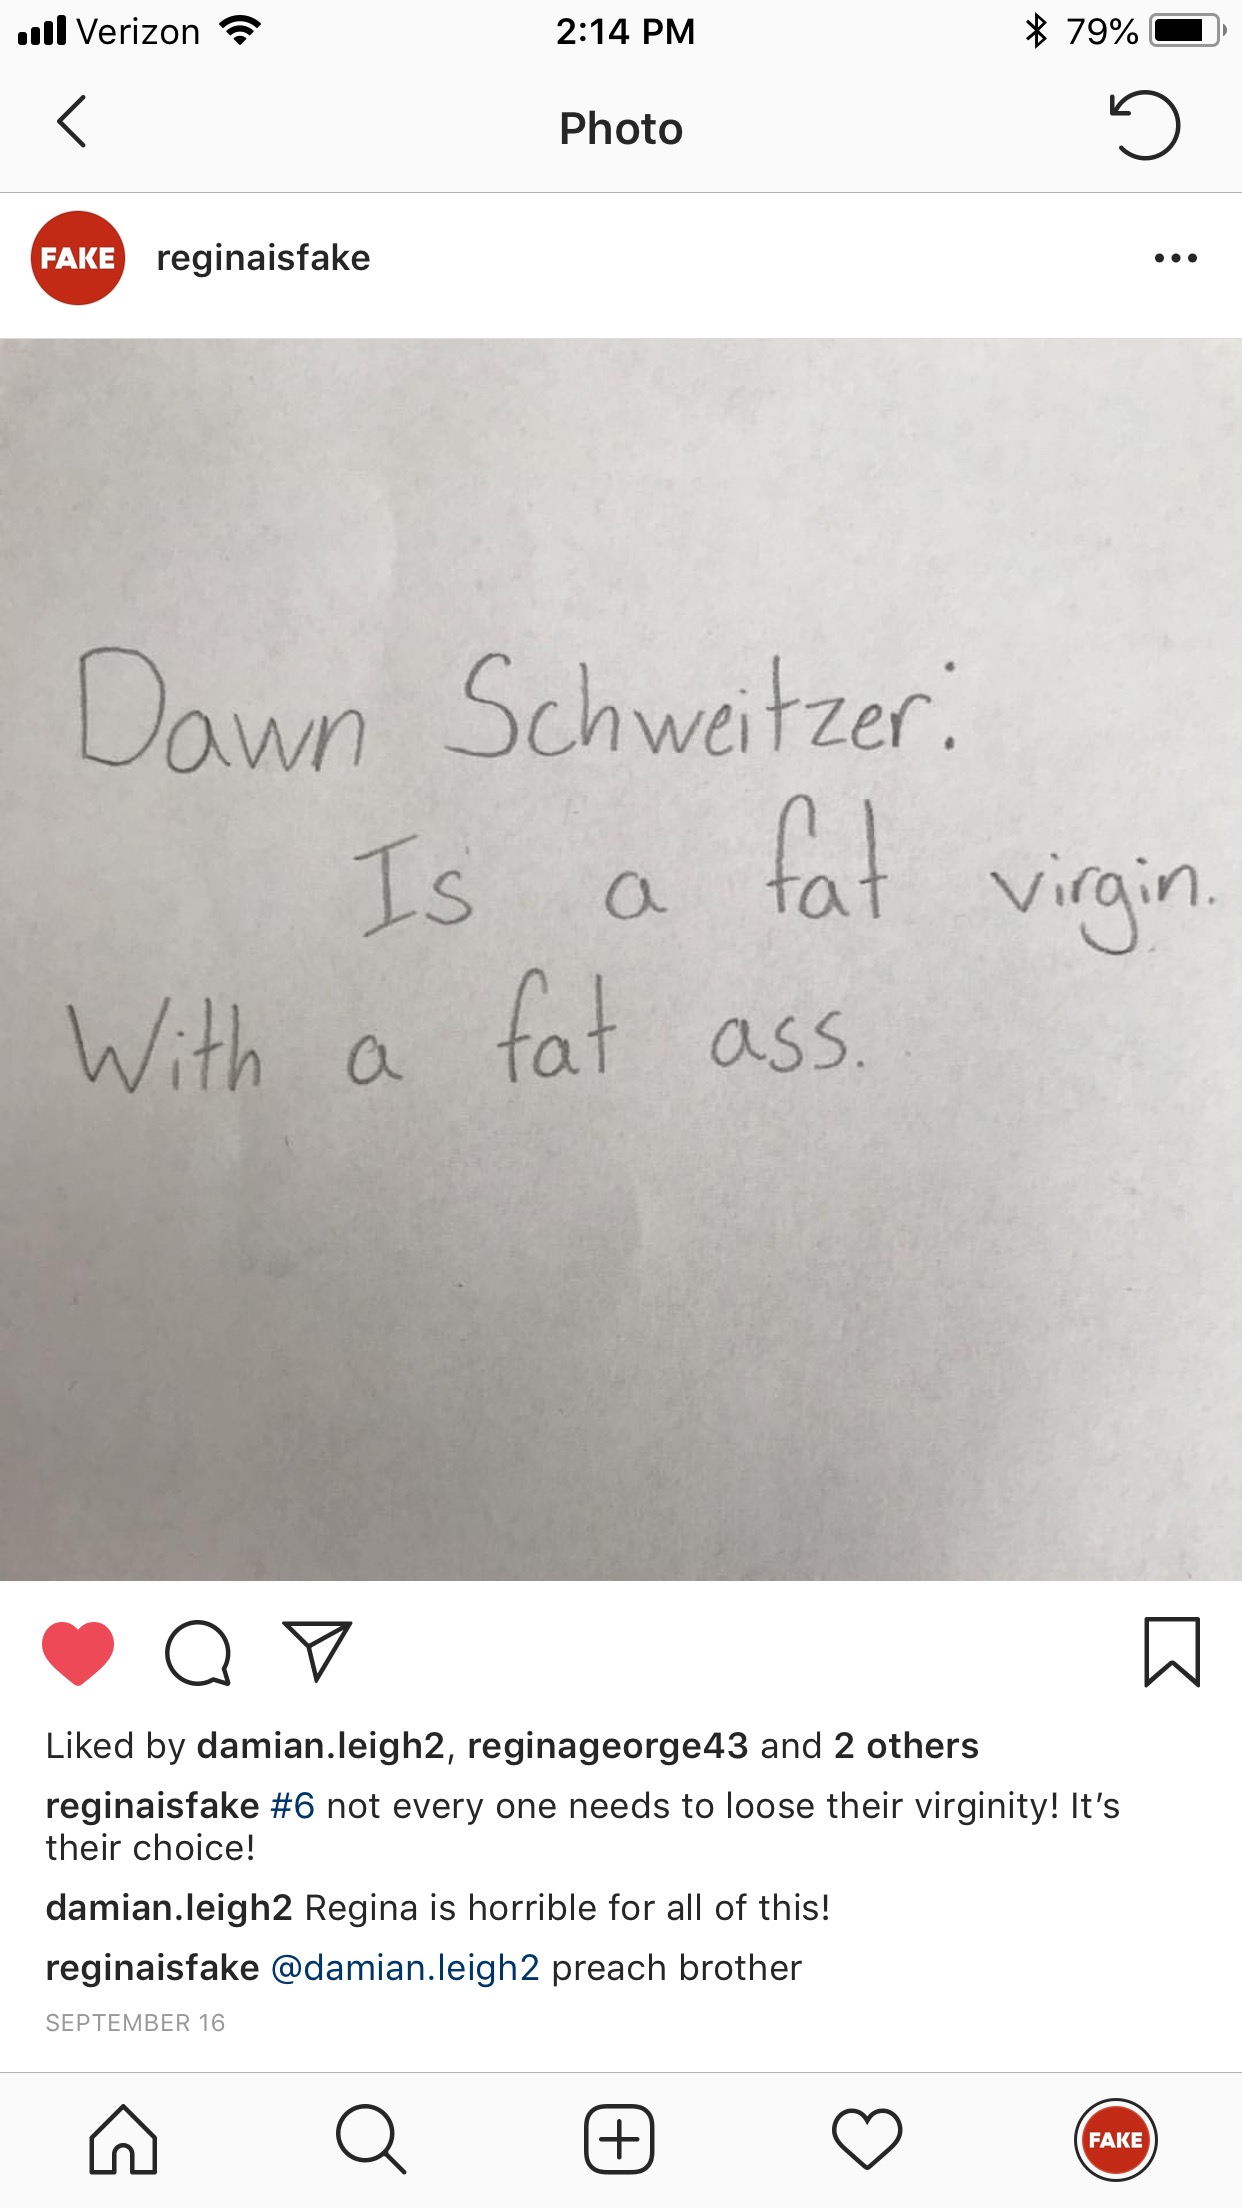 Verizon 2:14 PM 79%
Photo
FAKE reginaisfake
Dawn Schweitzer:
Is a fat virgin.
With a fat ass.
Liked by damian.leigh2, reginageorge43 and 2 others
reginaisfake #6 not every one needs to loose their virginity! It’s
their choice!
damian.leigh2 Regina is horrible for all of this!
reginaisfake @damian.leigh2 preach brother
SEPTEMBER 16
FAKE